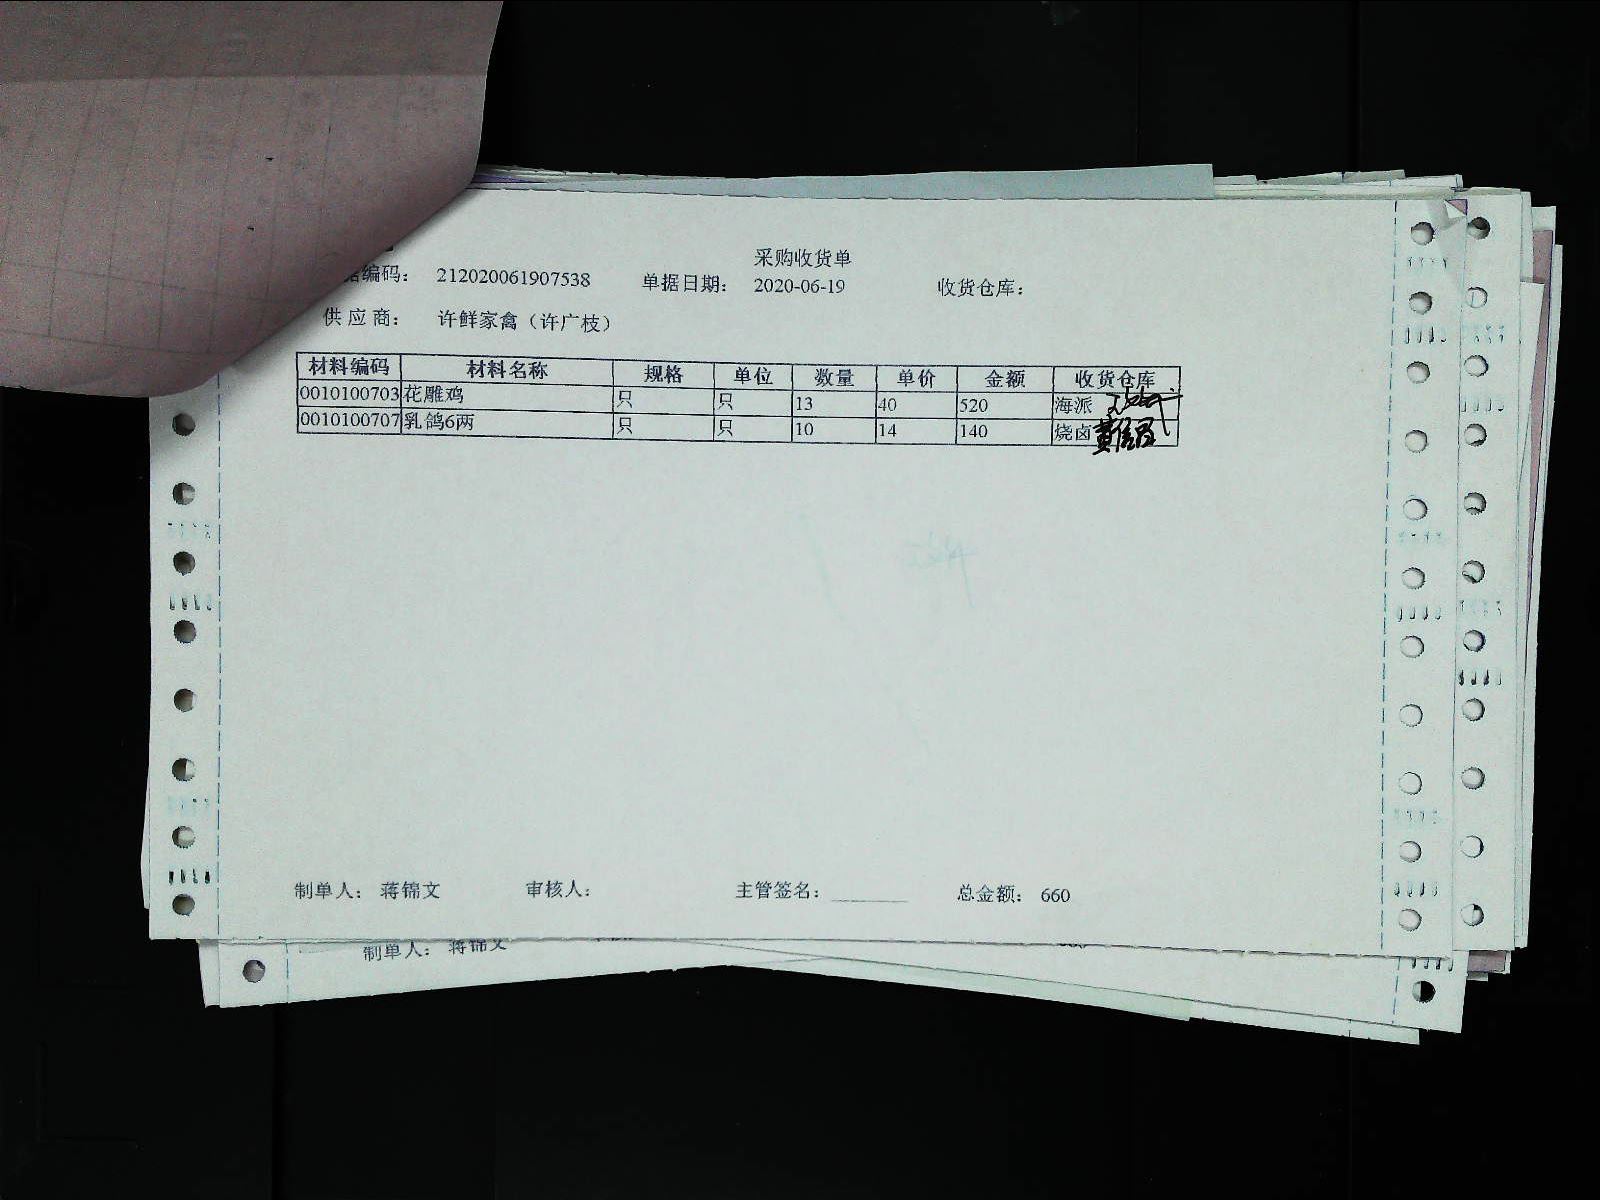 采购收货单
据编码： 212020061907538 单据日期： 2020-06-19 收货仓库：
供 应 商： 许鲜家禽（许广枝）
材料编码 材料名称 规格 单位 数量 单价 金额 收货仓库
0010100703 花雕鸡 只 只 13 40 520 海派
0010100707 乳鸽6两 只 只 10 14 140 烧卤
制单人： 蒋锦文 审核人： 主管签名： 总金额： 660
制单人： 蒋锦文